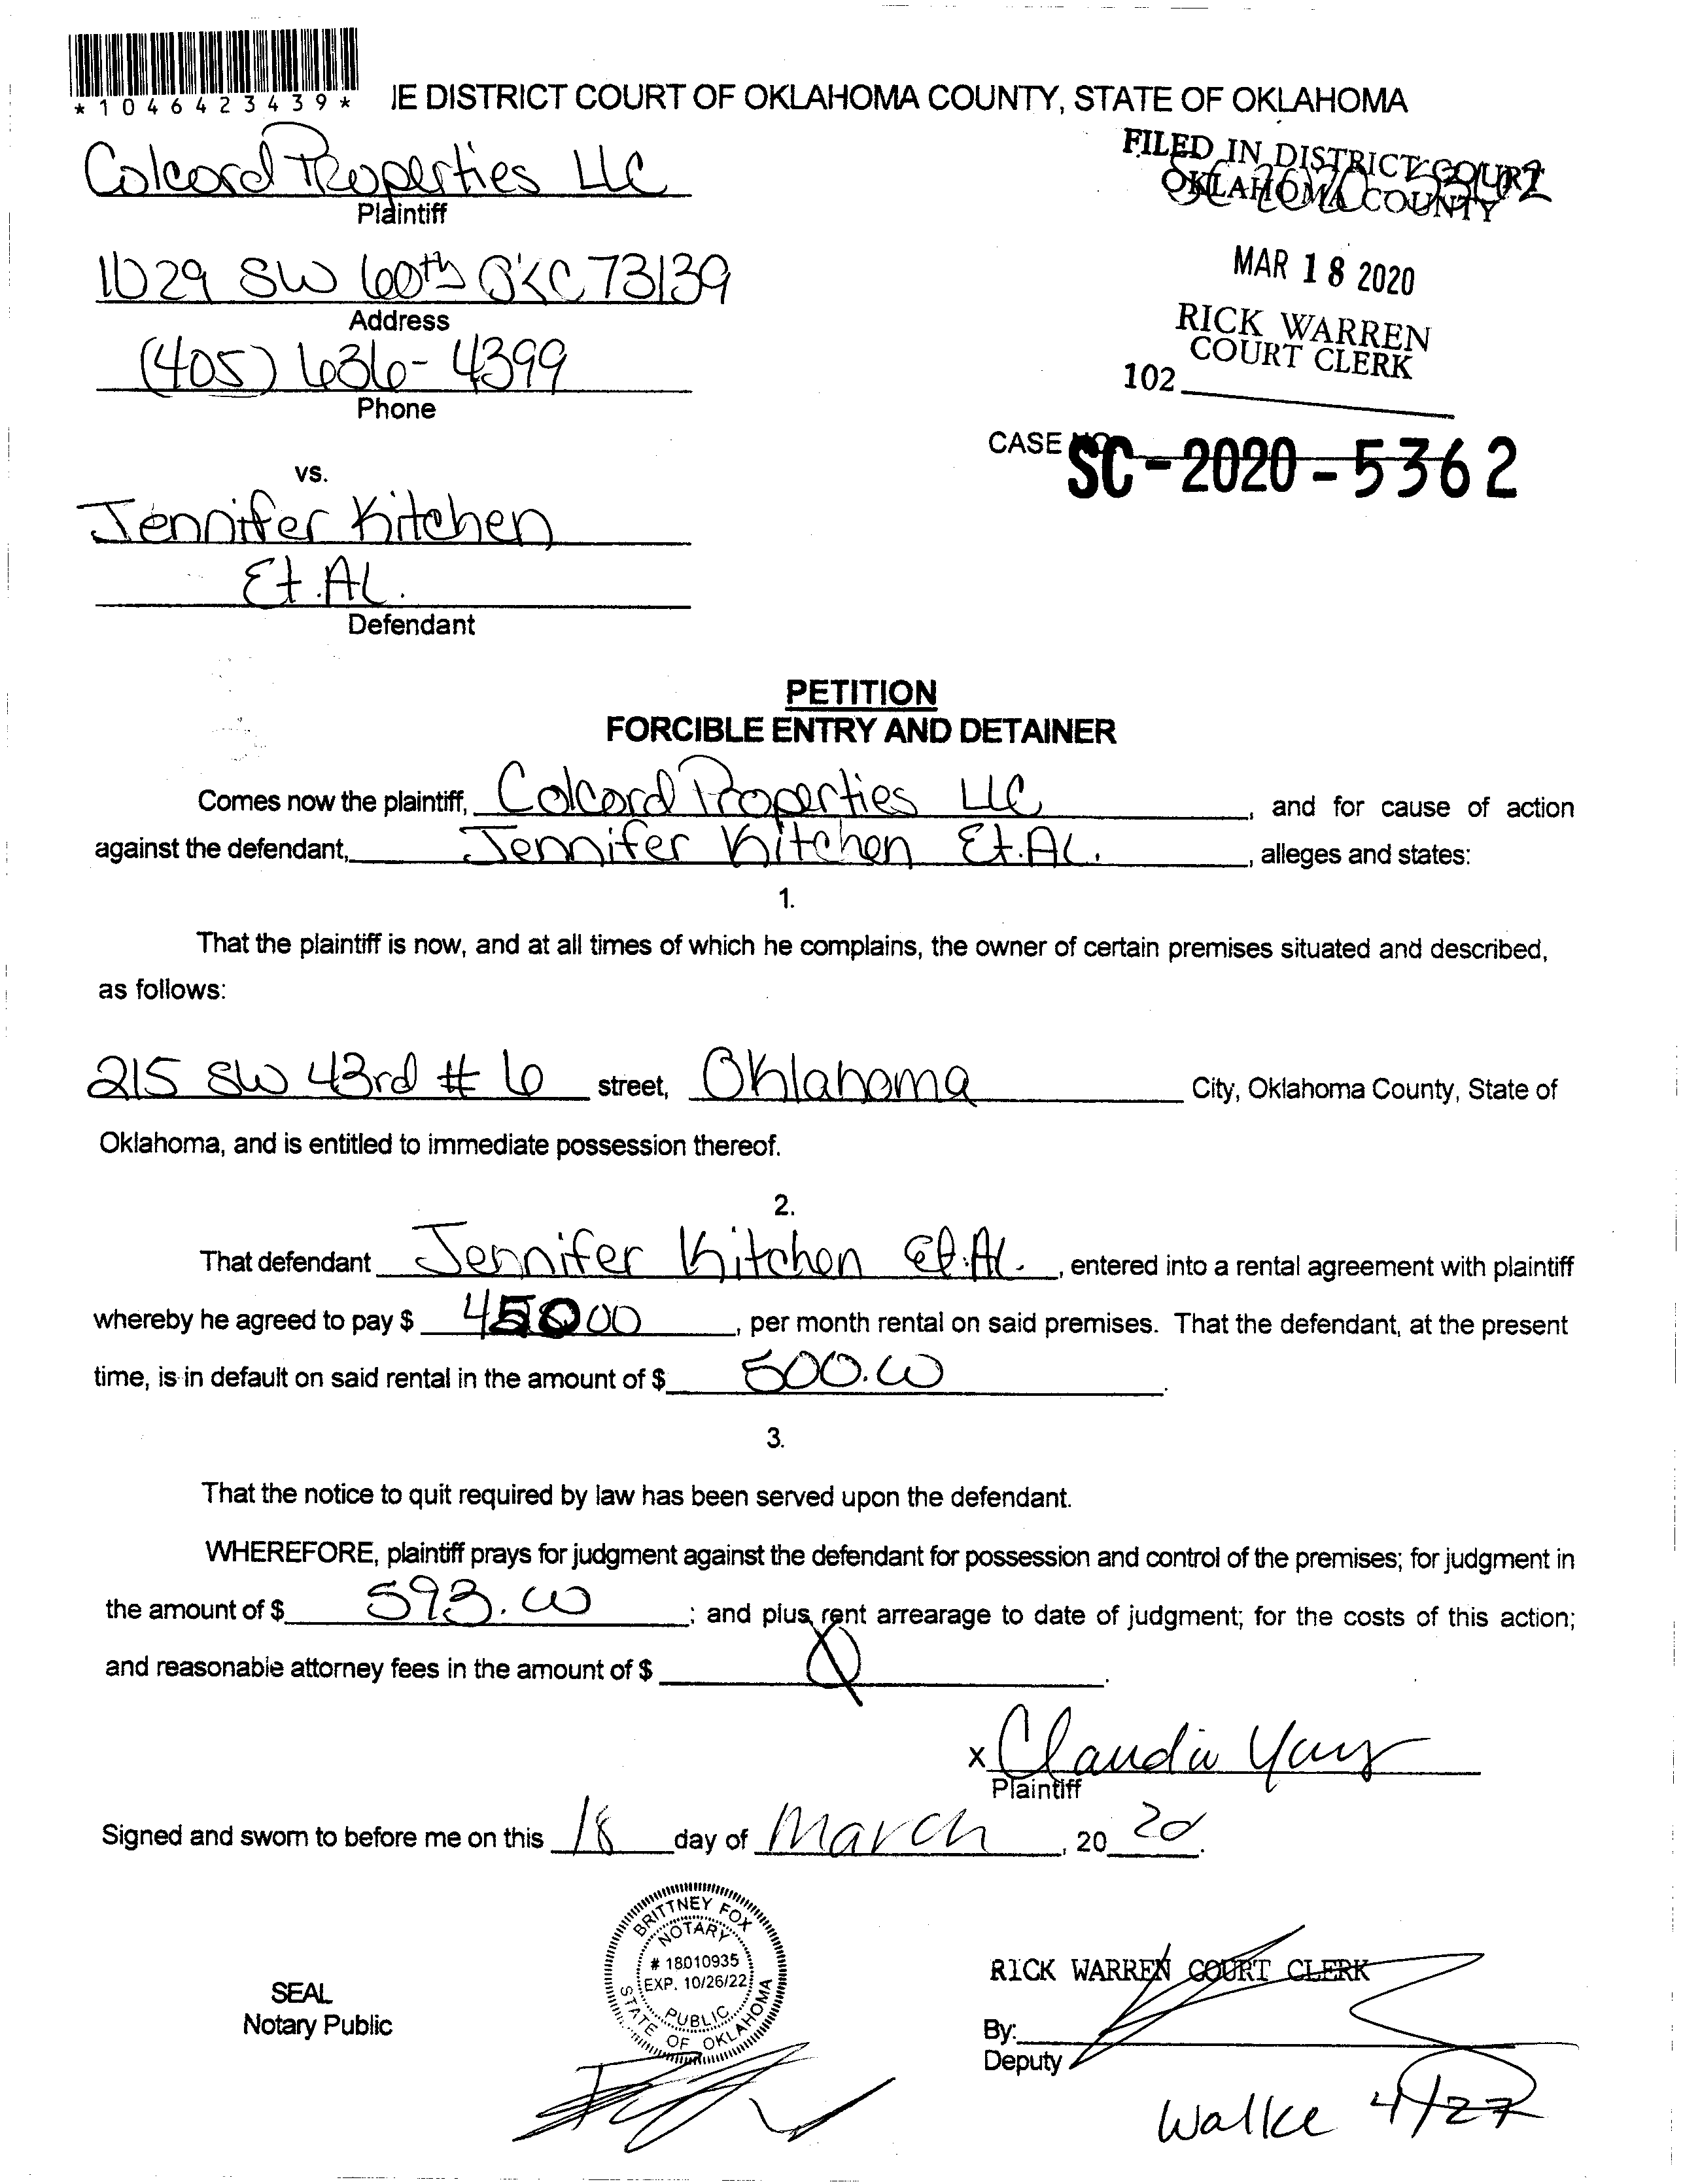 *1046423439*
IE DISTRICT COURT OF OKLAHOMA COUNTY, STATE OF OKLAHOMA
Colcord Properties LLC
Plaintiff
FILED IN DISTRICT COURT
OKLAHOMA COUNTY
1029 SW 60th OKC 73139
Address
MAR 18 2020
RICK WARREN
COURT CLERK
(405) 636-4399
Phone
102
CASE SC-2020-5362
vs.
Jennifer Kitchen
Et.AL.
Defendant
PETITION
FORCIBLE ENTRY AND DETAINER
Comes now the plaintiff, Colcord Properties LLC, and for cause of action
against the defendant, Jennifer Kitchen Et.AL., alleges and states:
1.
That the plaintiff is now, and at all times of which he complains, the owner of certain premises situated and described,
as follows:
215 SW 43rd # 6 street, Oklahoma City, Oklahoma County, State of
Oklahoma, and is entitled to immediate possession thereof.
2.
That defendant Jennifer Kitchen Et.AL., entered into a rental agreement with plaintiff
whereby he agreed to pay $ , per month rental on said premises. That the defendant, at the present
time, is in default on said rental in the amount of $ 500.00.
3.
That the notice to quit required by law has been served upon the defendant.
WHEREFORE, plaintiff prays for judgment against the defendant for possession and control of the premises; for judgment in
the amount of $ 593.00; and plus rent arrearage to date of judgment; for the costs of this action;
and reasonable attorney fees in the amount of $ .
x Claudia
Plaintiff
Signed and sworn to before me on this 18 day of March, 20 20.
BRITTNEY FOX
NOTARY
# 18010935
EXP. 10/26/22
PUBLIC
STATE OF OKLAHOMA
SEAL
Notary Public
RICK WARREN COURT CLERK
By:
Deputy
Walke 4/27